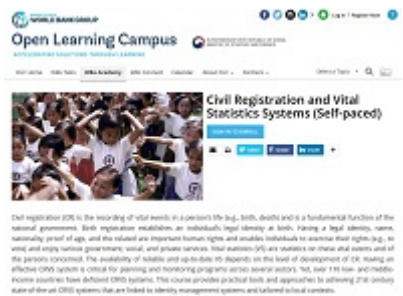 WORLD BANK GROUP
Open Learning Campus
ACCELERATING SOLUTIONS THROUGH LEARNING
Log in / Register Now
WBx Talks
WBa Academy
WBc Connect
Calendar
About OLC
Partners
Select a Topic
Civil Registration and Vital
Statistics Systems (Self-paced)
Civil registration (CR) is the recording of vital events in a person's life (e.g., birth, death) and is a fundamental function of the
national government. Birth registration establishes an individual's legal identity at birth. Having a legal identity, name,
nationality, proof of age, and the related are important human rights and enables individuals to exercise their rights (e.g., to
vote) and enjoy various government, social, and private services. Vital statistics (VS) are statistics on these vital events and of
the persons concerned. The availability of reliable and up-to-date VS depends on the level of development of CR. Having an
effective CRVS system is critical for planning and monitoring programs across several sectors. Yet, over 110 low- and middle-
income countries have deficient CRVS systems. This course provides practical tools and approaches to achieving 21st century
state-of-the-art CRVS systems that are linked to identity management systems and tailored to local contexts.